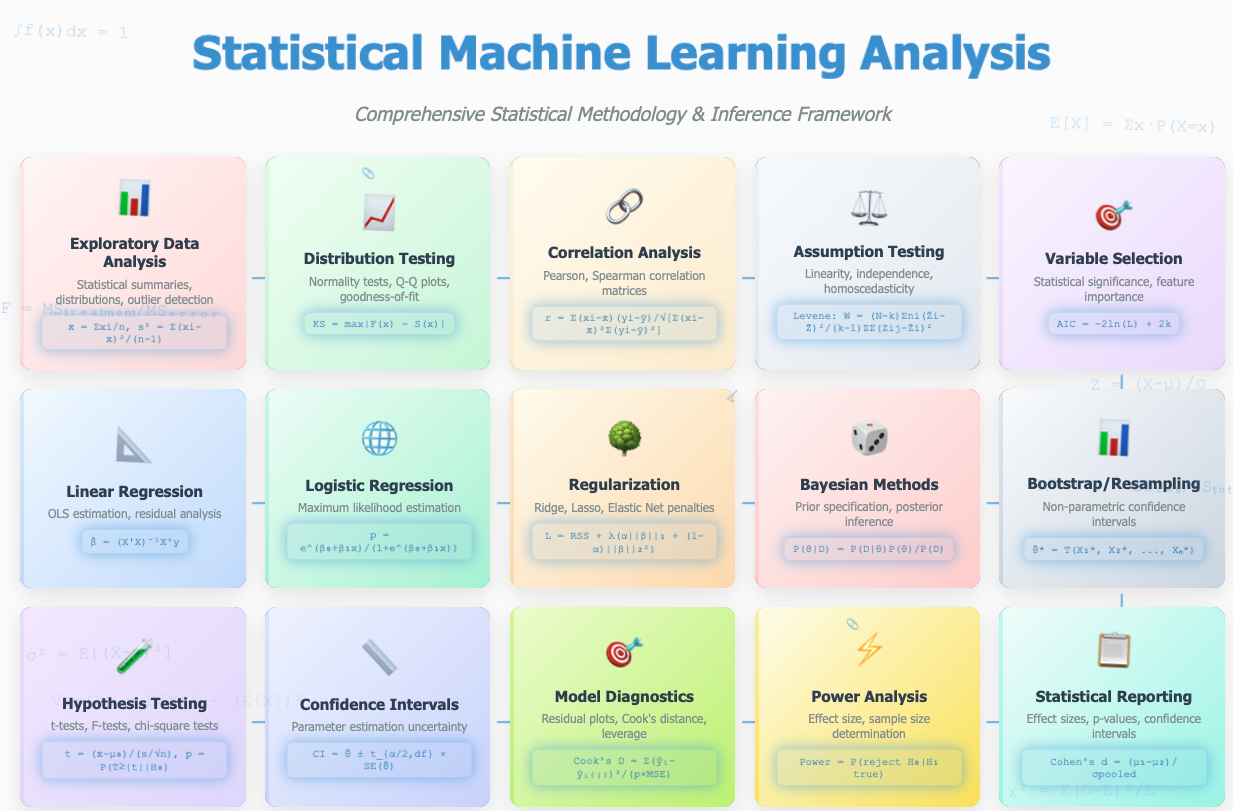 ∫f(x)dx = 1
Statistical Machine Learning Analysis
Comprehensive Statistical Methodology & Inference Framework
E[X] = Σx·P(X=x)
Exploratory Data
Analysis
Statistical summaries,
distributions, outlier detection
F = MStreatment/MSerror
x̄ = Σxi/n, s² = Σ(xi-
x̄)²/(n-1)
Distribution Testing
Normality tests, Q-Q plots,
goodness-of-fit
KS = max|F(x) - S(x)|
Correlation Analysis
Pearson, Spearman correlation
matrices
r = Σ(xi-x̄)(yi-ȳ)/√[Σ(xi-
x̄)²Σ(yi-ȳ)²]
Assumption Testing
Linearity, independence,
homoscedasticity
Levene: W = (N-k)Σni(Z̄i-
Z̄)²/(k-1)ΣΣ(Zij-Z̄i)²
Variable Selection
Statistical significance, feature
importance
AIC = -2ln(L) + 2k
Z = (X-μ)/σ
Linear Regression
OLS estimation, residual analysis
β̂ = (X'X)⁻¹X'y
Logistic Regression
Maximum likelihood estimation
p =
e^(β₀+β₁x)/(1+e^(β₀+β₁x))
Regularization
Ridge, Lasso, Elastic Net penalties
L = RSS + λ(α||β||₁ + (1-
α)||β||₂²)
Bayesian Methods
Prior specification, posterior
inference
P(θ|D) = P(D|θ)P(θ)/P(D)
Bootstrap/Resampling
Non-parametric confidence
intervals
θ̂* = T(X₁*, X₂*, ..., Xₙ*)
σ² = E[(X-μ)²]
Hypothesis Testing
t-tests, F-tests, chi-square tests
t = (x̄-μ₀)/(s/√n), p =
P(T≥|t||H₀)
Confidence Intervals
Parameter estimation uncertainty
CI = θ̂ ± t_(α/2,df) ×
SE(θ̂)
Model Diagnostics
Residual plots, Cook's distance,
leverage
Cook's D = Σ(ŷᵢ-
ŷᵢ₍ⱼ₎)²/(p×MSE)
Power Analysis
Effect size, sample size
determination
Power = P(reject H₀|H₁
true)
Statistical Reporting
Effect sizes, p-values, confidence
intervals
Cohen's d = (μ₁-μ₂)/
σpooled
χ² = Σ(O-E)²/E